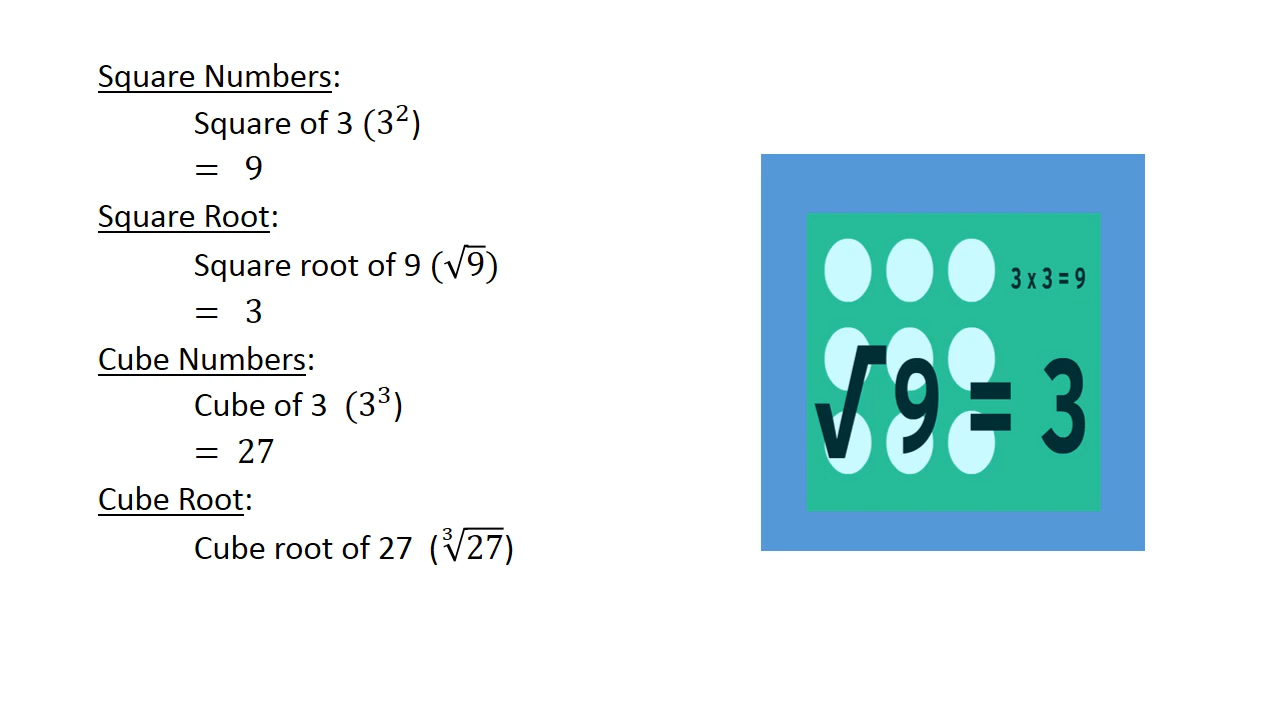 Square Numbers:
Square of 3 (3²)
= 9
Square Root:
Square root of 9 (√9)
= 3
Cube Numbers:
Cube of 3 (3³)
= 27
Cube Root:
Cube root of 27 (∛27)
3 x 3 = 9
√9 = 3